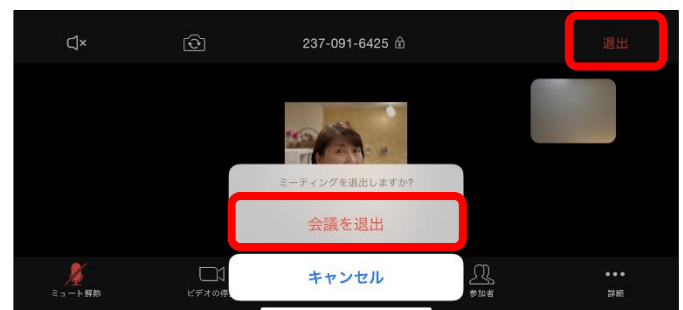 237-091-6425
退出
ミーティングを退出しますか?
会議を退出
キャンセル
ミュート解除
ビデオの停
参加者
詳細